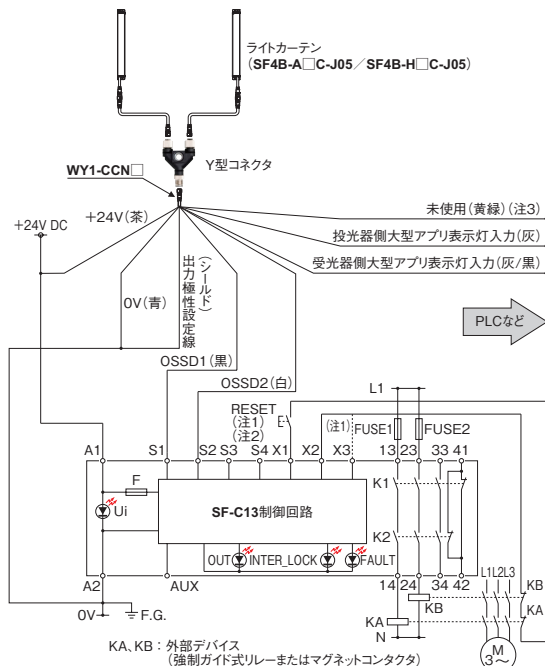 ライトカーテン
(SF4B-A□C-J05／SF4B-H□C-J05)
Y型コネクタ
WY1-CCN□
+24V DC
+24V(茶)
未使用(黄緑)(注3)
投光器側大型アプリ表示灯入力(灰)
受光器側大型アプリ表示灯入力(灰/黒)
0V(青)
(シールド)
出力極性設定線
PLCなど
OSSD1(黒)
OSSD2(白)
L1
RESET
(注1)
(注2)
(注1)
FUSE1
FUSE2
A1
S1
S2
S3
S4
X1
X2
X3
13
23
33
41
F
Ui
SF-C13制御回路
K1
K2
OUT
INTER_LOCK
FAULT
A2
AUX
14
24
34
42
0V
F.G.
KB
KA
N
L1L2L3
KB
KA
M
3〜
KA、KB：外部デバイス
(強制ガイド式リレーまたはマグネットコンタクタ)